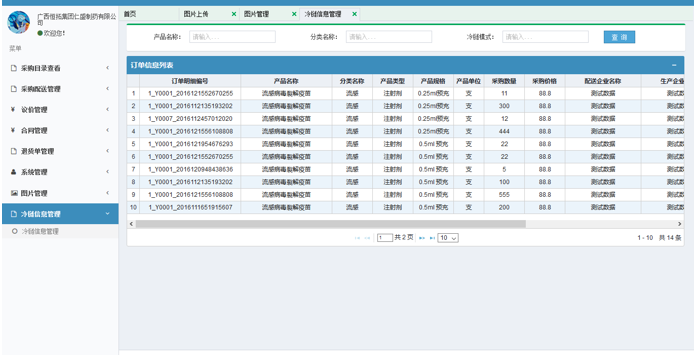 广西恒拓集团仁盛制药有限公司
欢迎您!
菜单
采购目录查看
采购配送管理
议价管理
合同管理
退货单管理
系统管理
图片管理
冷链信息管理
冷链信息管理
首页 图片上传 图片管理 冷链信息管理
产品名称: 请输入... 分类名称: 请输入... 冷链模式: 请输入... 查 询
订单信息列表
订单明细编号 产品名称 分类名称 产品类型 产品规格 产品单位 采购数量 采购价格 配送企业名称 生产企业
1 1_Y0001_2016121552670255 流感病毒裂解疫苗 流感 注射剂 0.25ml预充 支 11 88.8 测试数据 测试数
2 1_Y0001_2016112135193202 流感病毒裂解疫苗 流感 注射剂 0.25ml预充 支 300 88.8 测试数据 测试数
3 1_Y0007_2016112457012020 流感病毒裂解疫苗 流感 注射剂 0.25ml预充 支 12 88.8 测试数据 测试数
4 1_Y0001_2016121556108808 流感病毒裂解疫苗 流感 注射剂 0.25ml预充 支 444 88.8 测试数据 测试数
5 1_Y0001_2016121954676293 流感病毒裂解疫苗 流感 注射剂 0.5ml 预充 支 22 88.8 测试数据 测试数
6 1_Y0001_2016121552670255 流感病毒裂解疫苗 流感 注射剂 0.5ml 预充 支 22 88.8 测试数据 测试数
7 1_Y0001_2016120948438636 流感病毒裂解疫苗 流感 注射剂 0.5ml 预充 支 5 88.8 测试数据 测试数
8 1_Y0001_2016112135193202 流感病毒裂解疫苗 流感 注射剂 0.5ml 预充 支 100 88.8 测试数据 测试数
9 1_Y0001_2016121556108808 流感病毒裂解疫苗 流感 注射剂 0.5ml 预充 支 555 88.8 测试数据 测试数
10 1_Y0001_2016111651915607 流感病毒裂解疫苗 流感 注射剂 0.5ml 预充 支 200 88.8 测试数据 测试数
1 共 2 页 10 1 - 10 共 14 条